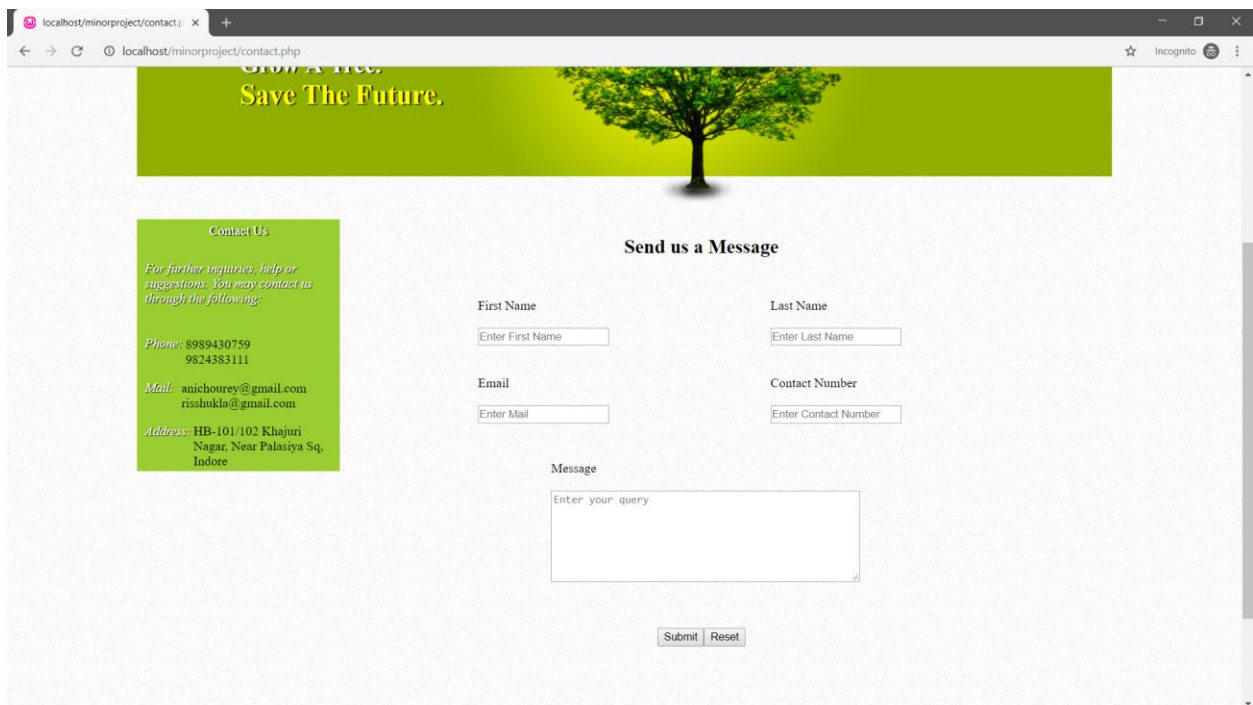 localhost/minorproject/contact.p
localhost/minorproject/contact.php
Incognito
Grow A Tree.
Save The Future.
Contact Us
For further inquiries, help or
suggestions. You may contact us
through the following:
Phone: 8989430759
9824383111
Mail: anichourey@gmail.com
risshukla@gmail.com
Address: HB-101/102 Khajuri
Nagar, Near Palasiya Sq,
Indore
Send us a Message
First Name
Last Name
Enter First Name
Enter Last Name
Email
Contact Number
Enter Mail
Enter Contact Number
Message
Enter your query
Submit
Reset